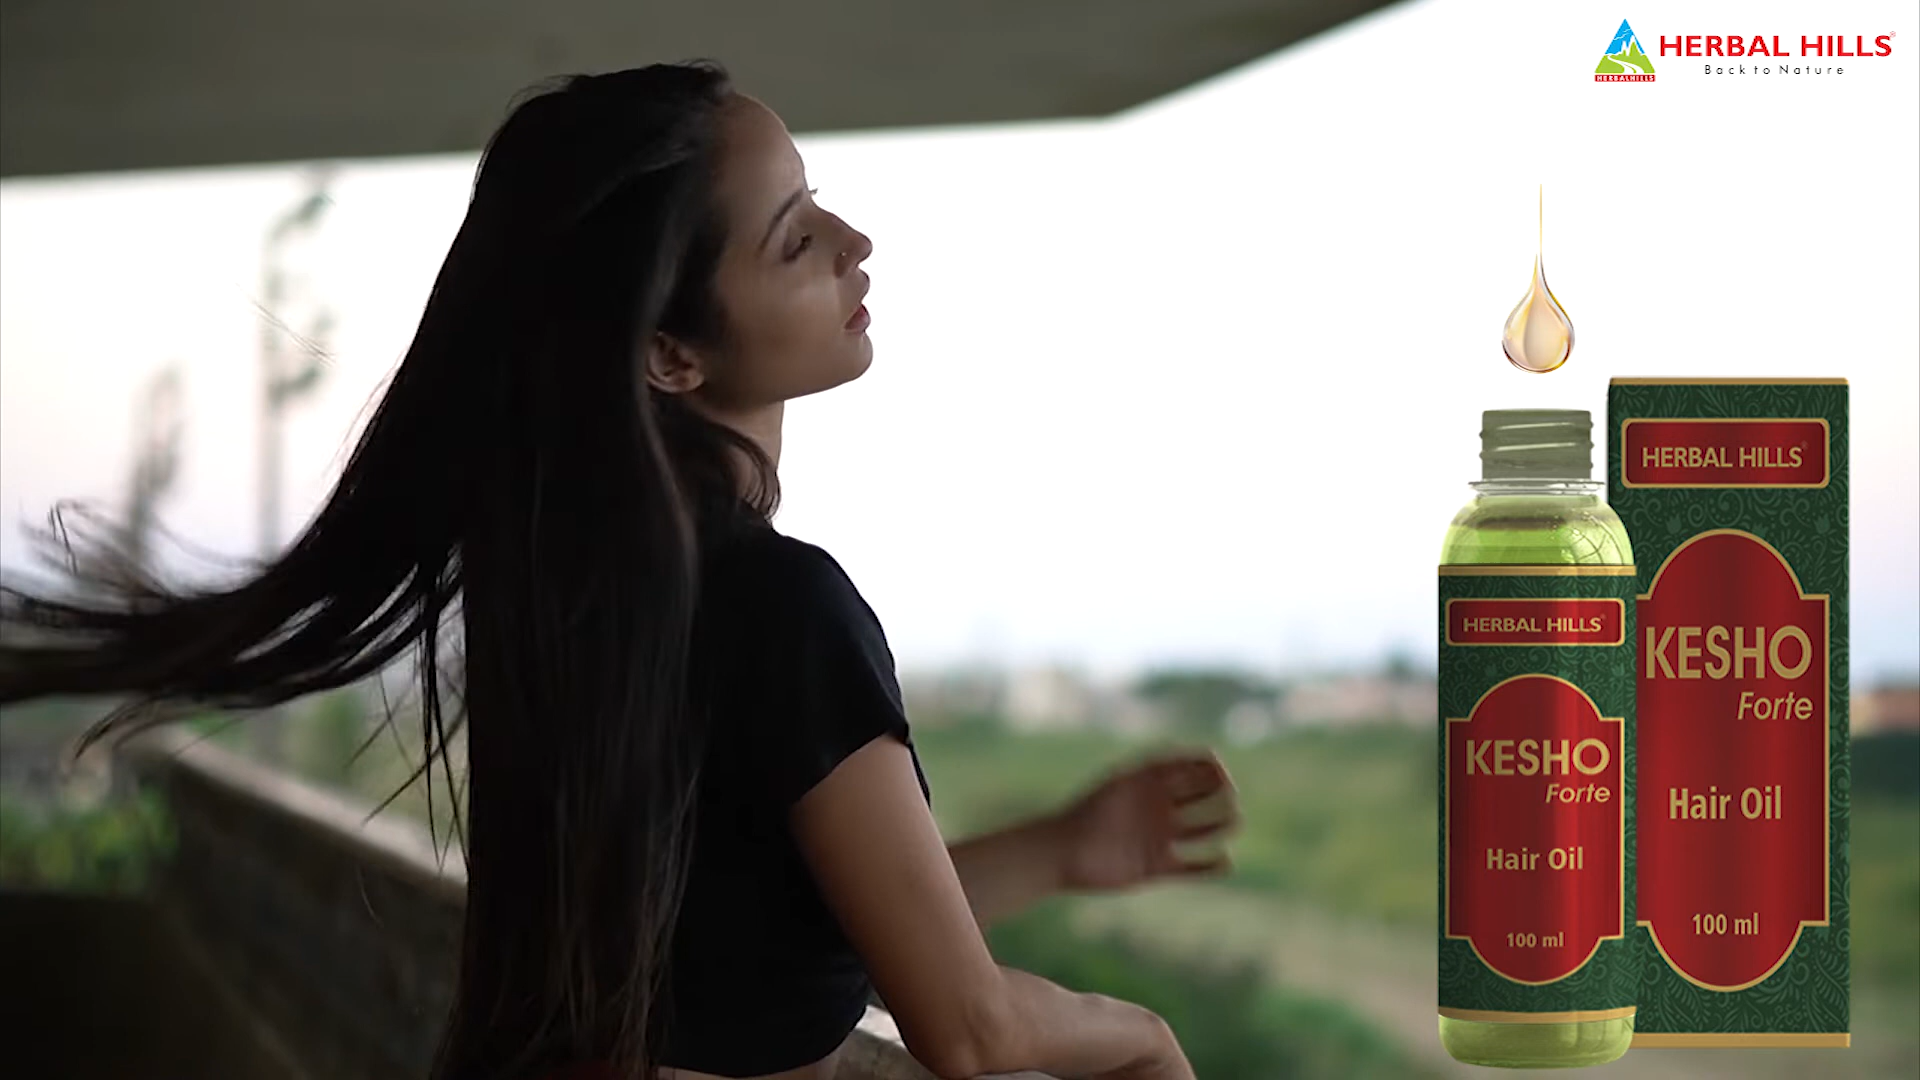 HERBAL HILLS®
Back to Nature
HERBALHILLS
HERBAL HILLS®
KESHO
Forte
Hair Oil
100 ml
HERBAL HILLS®
KESHO
Forte
Hair Oil
100 ml